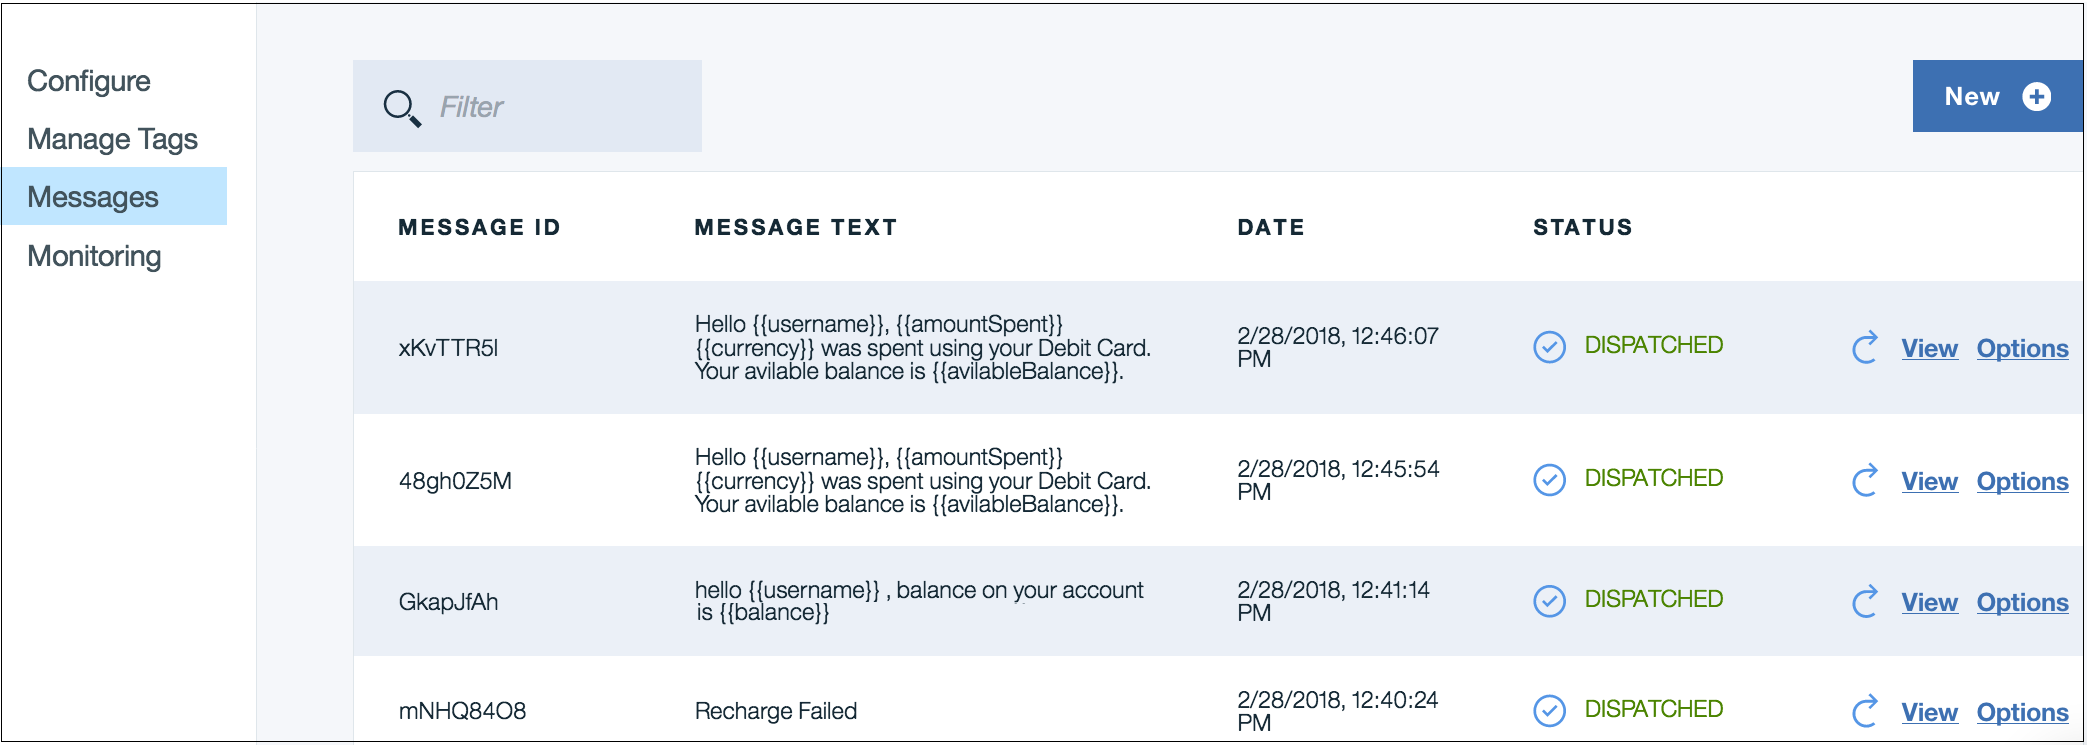 Configure
Manage Tags
Messages
Monitoring
Filter
New
MESSAGE ID MESSAGE TEXT DATE STATUS
xKvTTR5I
Hello {{username}}, {{amountSpent}}
{{currency}} was spent using your Debit Card.
Your avilable balance is {{avilableBalance}}.
2/28/2018, 12:46:07
PM
DISPATCHED
View Options
48gh0Z5M
Hello {{username}}, {{amountSpent}}
{{currency}} was spent using your Debit Card.
Your avilable balance is {{avilableBalance}}.
2/28/2018, 12:45:54
PM
DISPATCHED
View Options
GkapJfAh
hello {{username}} , balance on your account
is {{balance}}
2/28/2018, 12:41:14
PM
DISPATCHED
View Options
mNHQ84O8
Recharge Failed
2/28/2018, 12:40:24
PM
DISPATCHED
View Options